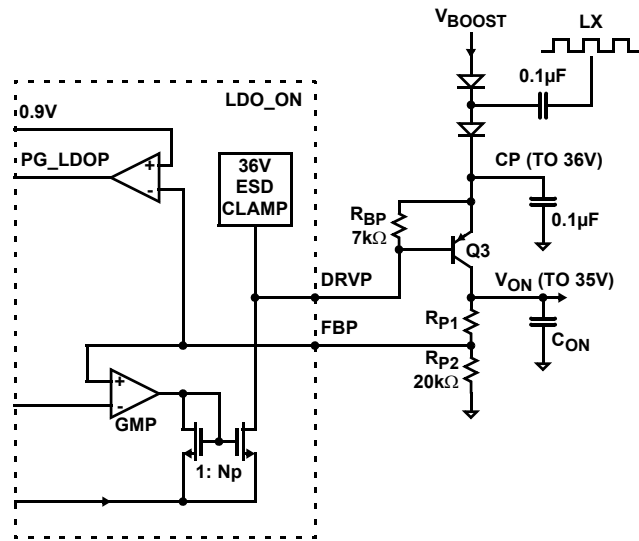 VBOOST
LX
0.1µF
LDO_ON
0.9V
PG_LDOP
+
-
36V
ESD
CLAMP
CP (TO 36V)
RBP
7kΩ
0.1µF
Q3
DRVP
VON (TO 35V)
FBP
RP1
CON
RP2
20kΩ
+
-
GMP
1: Np